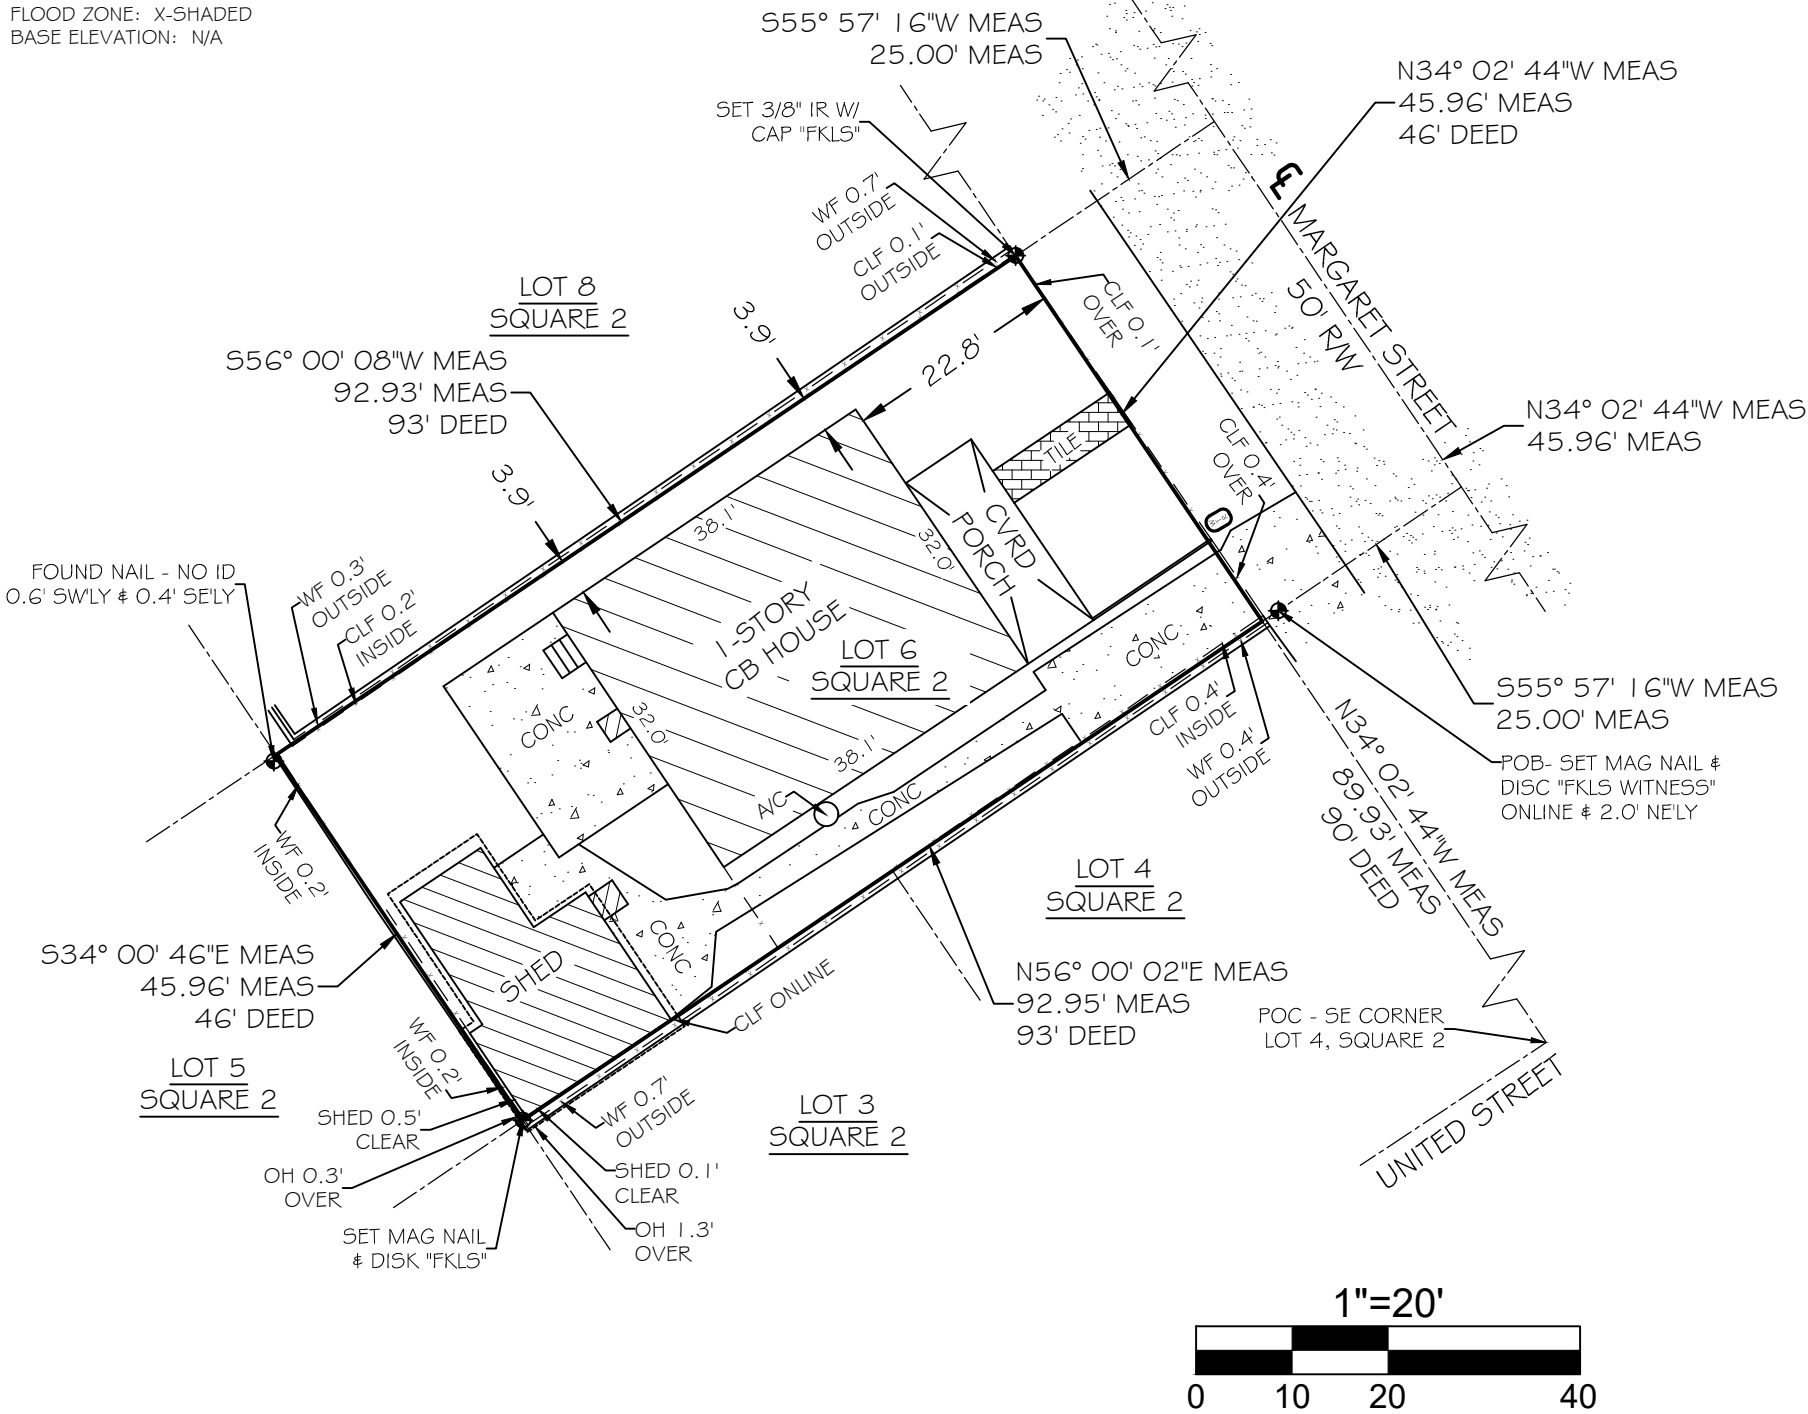 FLOOD ZONE: X-SHADED
BASE ELEVATION: N/A
S55° 57' 16"W MEAS
25.00' MEAS
N34° 02' 44"W MEAS
45.96' MEAS
46' DEED
SET 3/8" IR W/
CAP "FKLS"
WF 0.7'
OUTSIDE
CLF 0.1'
OUTSIDE
CLF 0.1'
OVER
℄ MARGARET STREET
50' R/W
LOT 8
SQUARE 2
3.9'
22.8'
S56° 00' 08"W MEAS
92.93' MEAS
93' DEED
N34° 02' 44"W MEAS
45.96' MEAS
TILE
CLF 0.4'
OVER
3.9'
38.1'
32.0'
CVRD
PORCH
FOUND NAIL - NO ID
0.6' SW'LY & 0.4' SE'LY
WF 0.3'
OUTSIDE
CLF 0.2'
INSIDE
1-STORY
CB HOUSE
LOT 6
SQUARE 2
CONC
CONC
32.0'
38.1'
A/C
CONC
CLF 0.4'
INSIDE
WF 0.4'
OUTSIDE
S55° 57' 16"W MEAS
25.00' MEAS
POB- SET MAG NAIL &
DISC "FKLS WITNESS"
ONLINE & 2.0' NE'LY
N34° 02' 44"W MEAS
89.93' MEAS
90' DEED
WF 0.2'
INSIDE
LOT 4
SQUARE 2
CONC
SHED
S34° 00' 46"E MEAS
45.96' MEAS
46' DEED
N56° 00' 02"E MEAS
92.95' MEAS
93' DEED
CLF ONLINE
POC - SE CORNER
LOT 4, SQUARE 2
UNITED STREET
WF 0.2'
INSIDE
LOT 5
SQUARE 2
SHED 0.5'
CLEAR
WF 0.7'
OUTSIDE
LOT 3
SQUARE 2
OH 0.3'
OVER
SHED 0.1'
CLEAR
SET MAG NAIL
& DISK "FKLS"
OH 1.3'
OVER
1"=20'
0 10 20 40